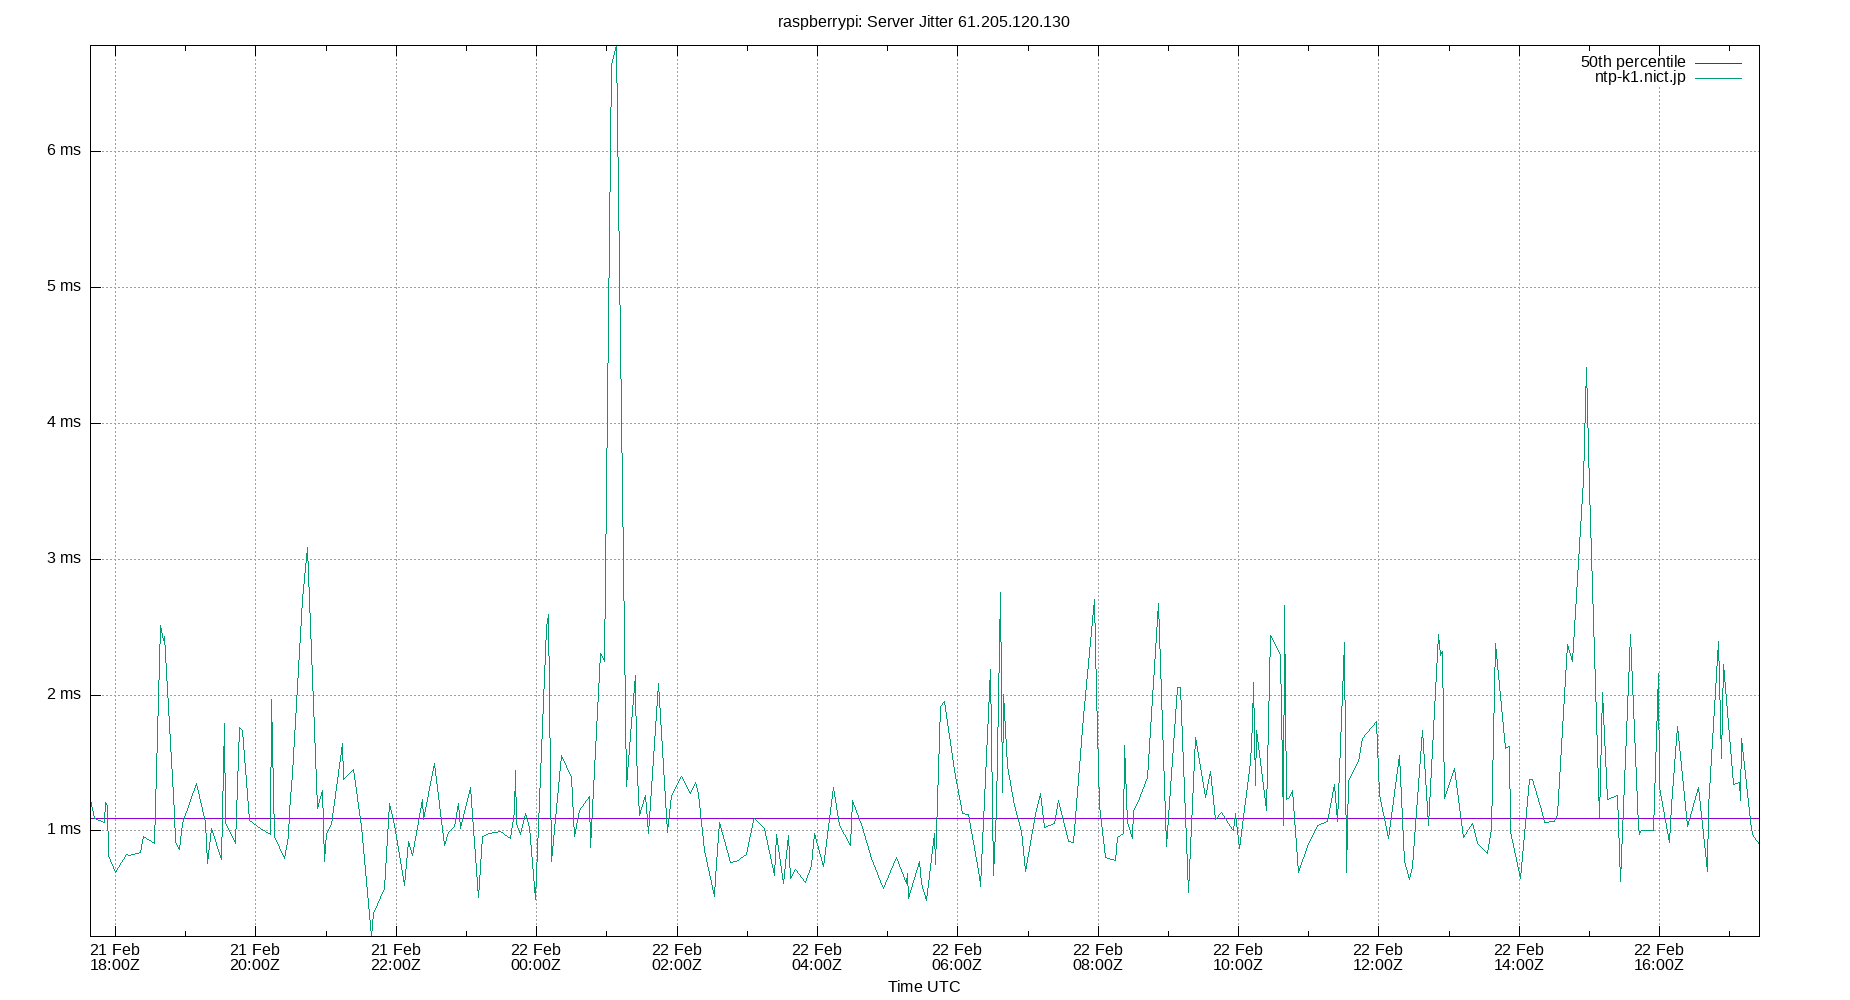 raspberrypi: Server Jitter 61.205.120.130
50th percentile
ntp-k1.nict.jp
6 ms
5 ms
4 ms
3 ms
2 ms
1 ms
21 Feb 21 Feb 21 Feb 22 Feb 22 Feb 22 Feb 22 Feb 22 Feb 22 Feb 22 Feb 22 Feb 22 Feb
18:00Z 20:00Z 22:00Z 00:00Z 02:00Z 04:00Z 06:00Z 08:00Z 10:00Z 12:00Z 14:00Z 16:00Z
Time UTC